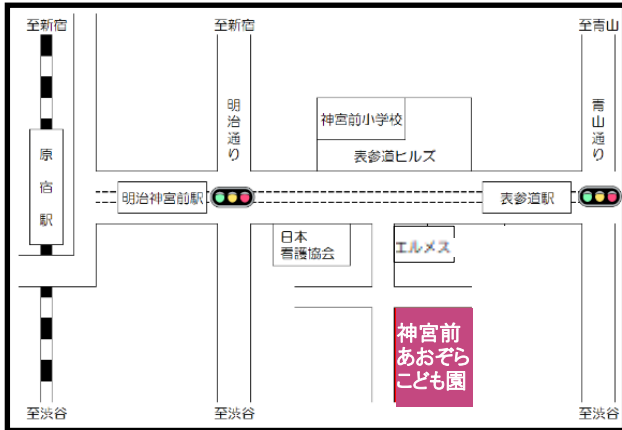 至新宿
至新宿
至青山
明治通り
青山通り
神宮前小学校
表参道ヒルズ
原宿駅
明治神宮前駅
表参道駅
日本
看護協会
エルメス
神宮前
あおぞら
こども園
至渋谷
至渋谷
至渋谷